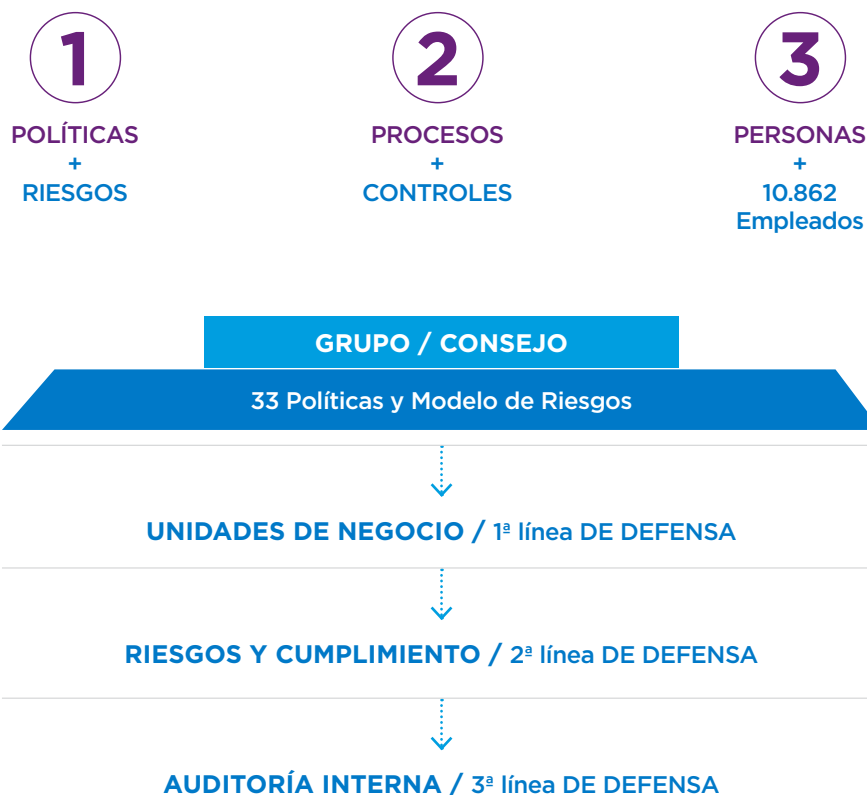 1
POLÍTICAS
+
RIESGOS
2
PROCESOS
+
CONTROLES
3
PERSONAS
+
10.862
Empleados
GRUPO / CONSEJO
33 Políticas y Modelo de Riesgos
UNIDADES DE NEGOCIO / 1ª línea DE DEFENSA
RIESGOS Y CUMPLIMIENTO / 2ª línea DE DEFENSA
AUDITORÍA INTERNA / 3ª línea DE DEFENSA